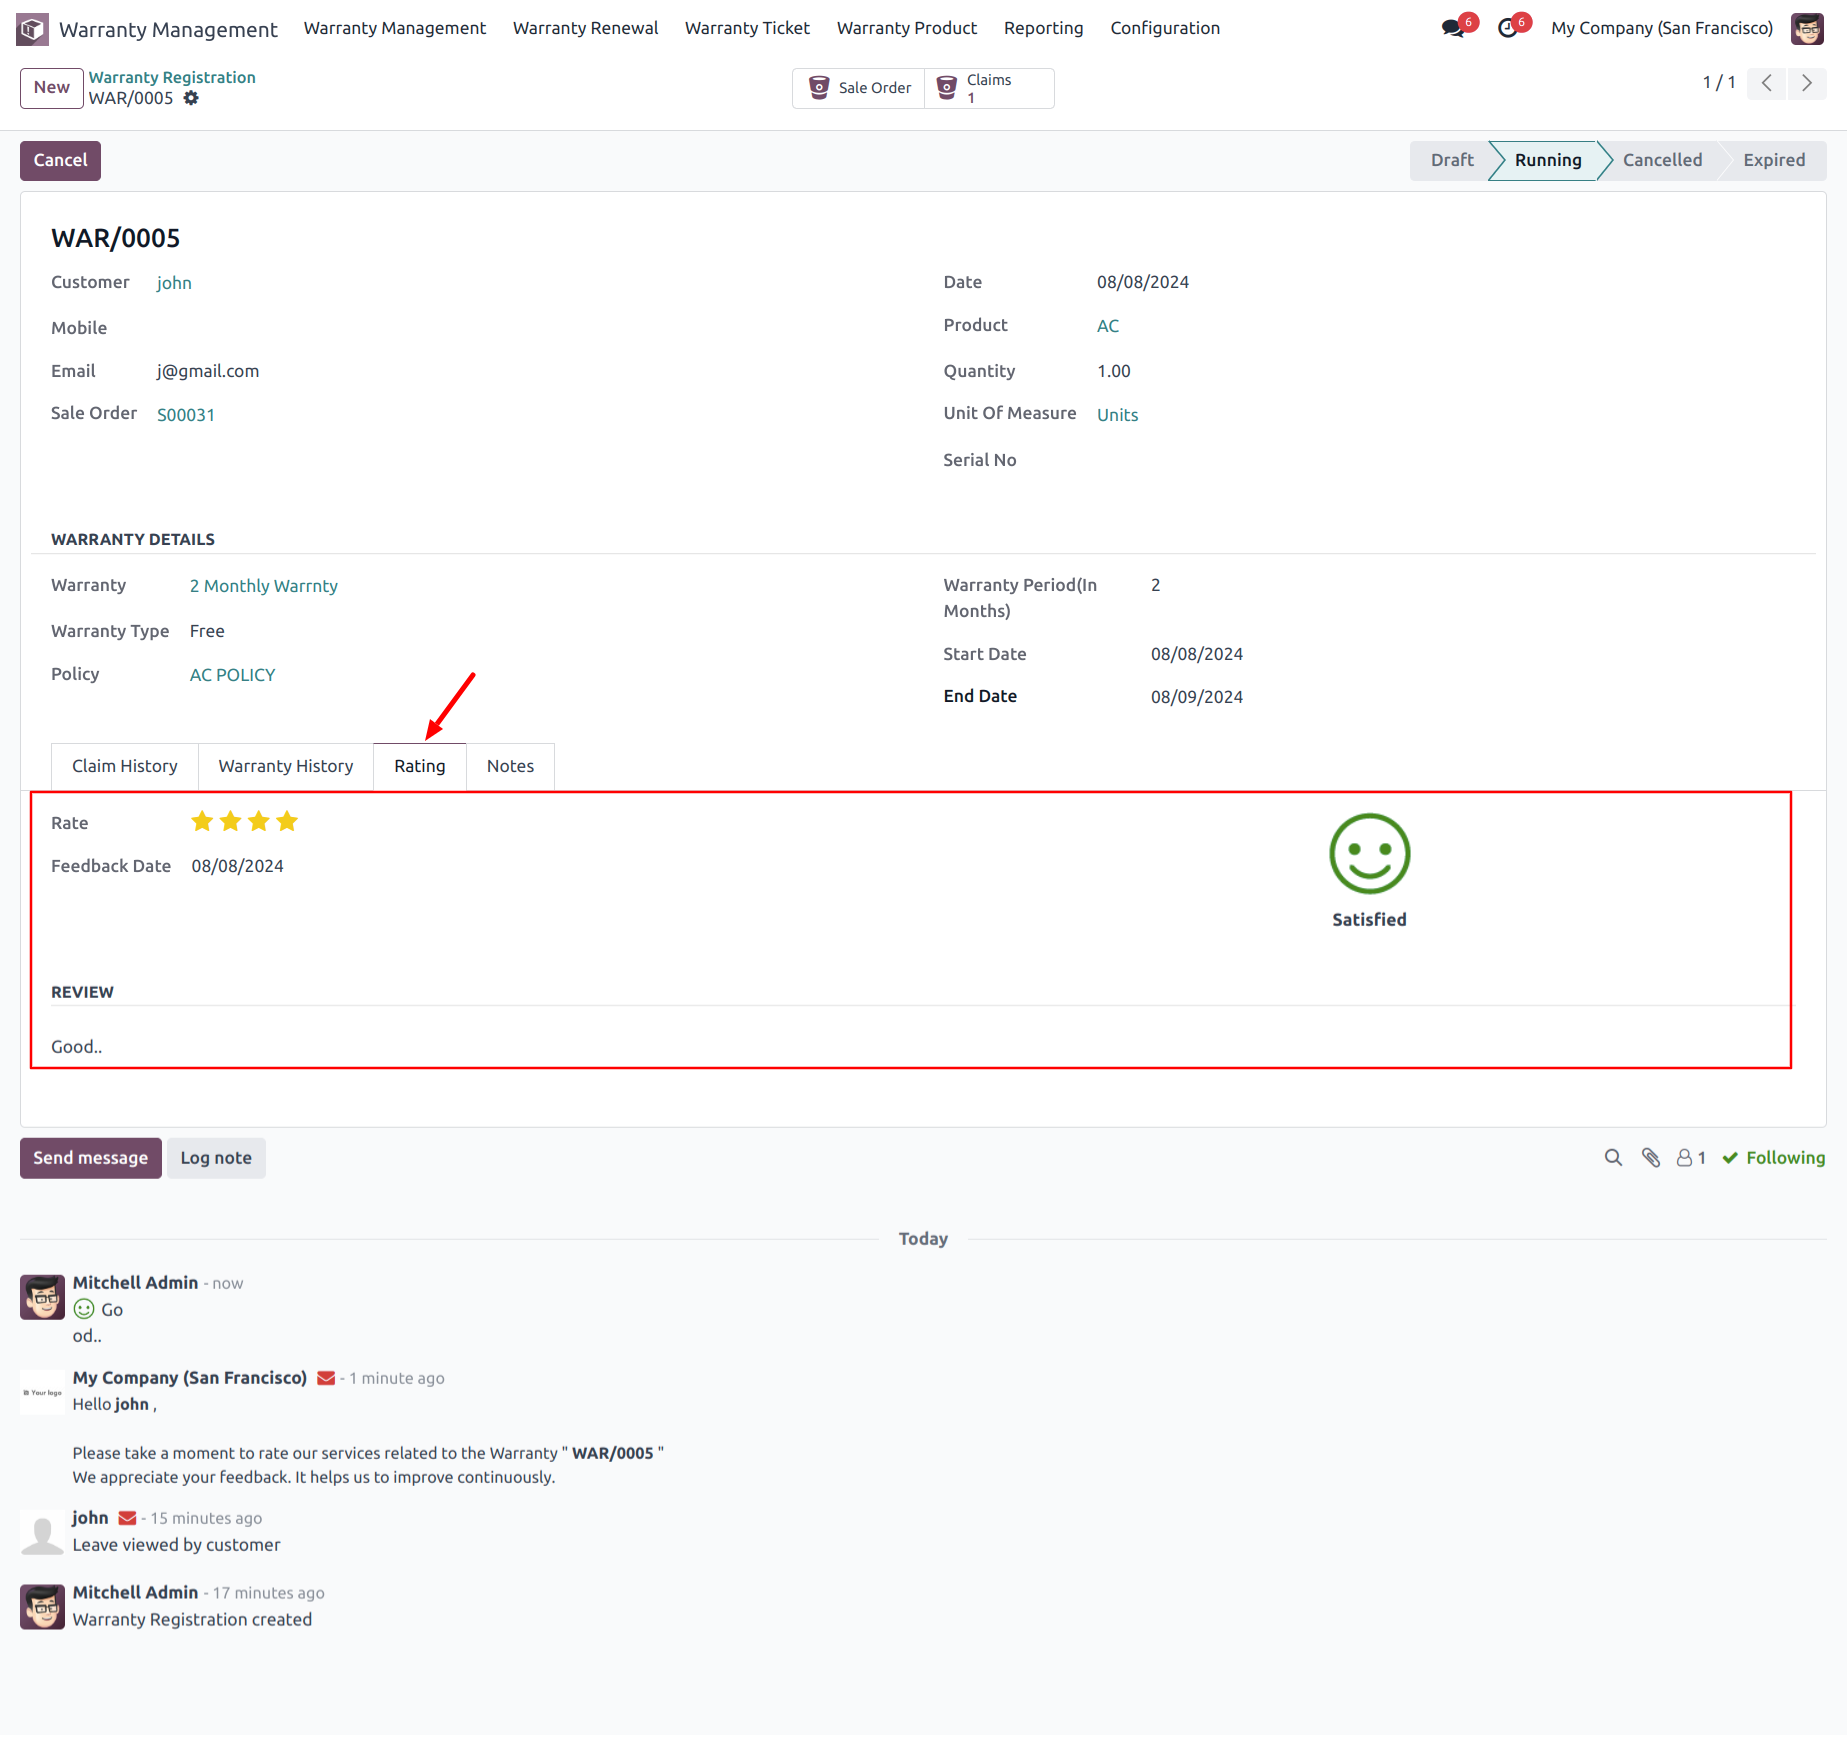 Warranty Management Warranty Management Warranty Renewal Warranty Ticket Warranty Product Reporting Configuration 6 6 My Company (San Francisco)
New Warranty Registration
WAR/0005
Sale Order Claims
1
1 / 1
Cancel Draft Running Cancelled Expired
WAR/0005
Customer john
Mobile
Email j@gmail.com
Sale Order S00031
Date 08/08/2024
Product AC
Quantity 1.00
Unit Of Measure Units
Serial No
WARRANTY DETAILS
Warranty 2 Monthly Warrnty
Warranty Type Free
Policy AC POLICY
Warranty Period(In
Months) 2
Start Date 08/08/2024
End Date 08/09/2024
Claim History Warranty History Rating Notes
Rate
Feedback Date 08/08/2024
Satisfied
REVIEW
Good..
Send message Log note 1 Following
Today
Mitchell Admin - now
Go
od..
Your logo
My Company (San Francisco) - 1 minute ago
Hello john ,
Please take a moment to rate our services related to the Warranty " WAR/0005 "
We appreciate your feedback. It helps us to improve continuously.
john - 15 minutes ago
Leave viewed by customer
Mitchell Admin - 17 minutes ago
Warranty Registration created